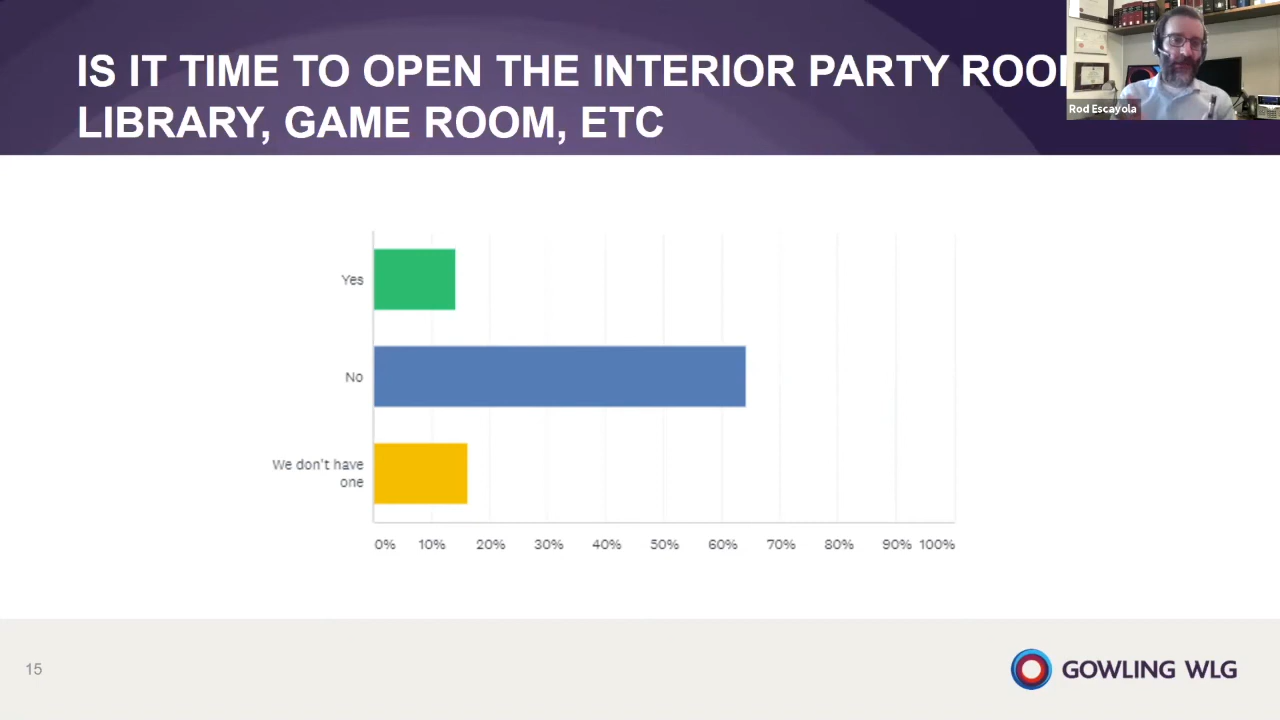 IS IT TIME TO OPEN THE INTERIOR PARTY
LIBRARY, GAME ROOM, ETC
Rod Escayola
Yes
No
We don't have
one
0% 10% 20% 30% 40% 50% 60% 70% 80% 90% 100%
15
GOWLING WLG